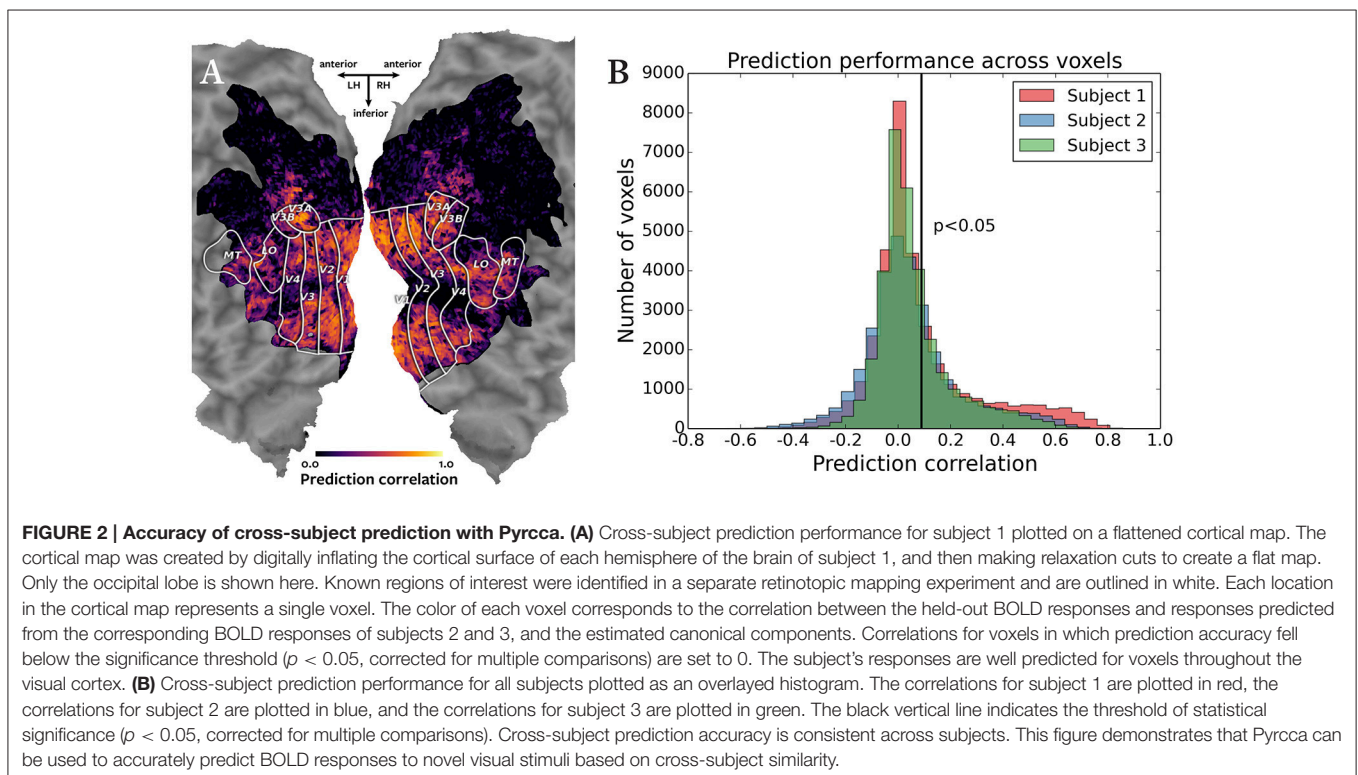 A
anterior anterior
LH RH
inferior
V3A
V3B
MT
LO
V4
V3
V2
V1
V3A
V3B
V3
V2
V1
V4
LO
MT
0.0 1.0
Prediction correlation
B
Prediction performance across voxels
9000
8000
7000
6000
5000
4000
3000
2000
1000
0
Number of voxels
Subject 1
Subject 2
Subject 3
p<0.05
-0.8 -0.6 -0.4 -0.2 0.0 0.2 0.4 0.6 0.8 1.0
Prediction correlation
FIGURE 2 | Accuracy of cross-subject prediction with Pyrcca. (A) Cross-subject prediction performance for subject 1 plotted on a flattened cortical map. The
cortical map was created by digitally inflating the cortical surface of each hemisphere of the brain of subject 1, and then making relaxation cuts to create a flat map.
Only the occipital lobe is shown here. Known regions of interest were identified in a separate retinotopic mapping experiment and are outlined in white. Each location
in the cortical map represents a single voxel. The color of each voxel corresponds to the correlation between the held-out BOLD responses and responses predicted
from the corresponding BOLD responses of subjects 2 and 3, and the estimated canonical components. Correlations for voxels in which prediction accuracy fell
below the significance threshold (p < 0.05, corrected for multiple comparisons) are set to 0. The subject's responses are well predicted for voxels throughout the
visual cortex. (B) Cross-subject prediction performance for all subjects plotted as an overlayed histogram. The correlations for subject 1 are plotted in red, the
correlations for subject 2 are plotted in blue, and the correlations for subject 3 are plotted in green. The black vertical line indicates the threshold of statistical
significance (p < 0.05, corrected for multiple comparisons). Cross-subject prediction accuracy is consistent across subjects. This figure demonstrates that Pyrcca can
be used to accurately predict BOLD responses to novel visual stimuli based on cross-subject similarity.